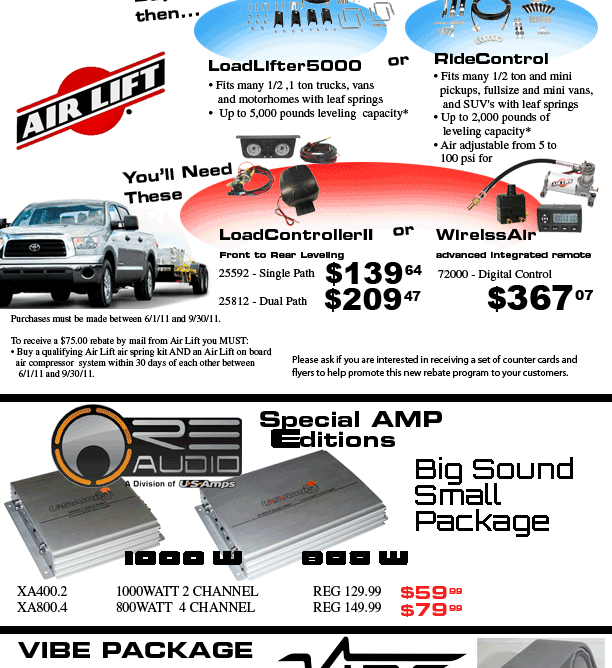 then...
LoadLifter5000
or
RideControl
• Fits many 1/2 ,1 ton trucks, vans
and motorhomes with leaf springs
• Up to 5,000 pounds leveling capacity*
• Fits many 1/2 ton and mini
pickups, fullsize and mini vans,
and SUV's with leaf springs
• Up to 2,000 pounds of
leveling capacity*
• Air adjustable from 5 to
100 psi for
AIR LIFT
You'll Need
These
AIR LIFT
LoadControllerII
or
WirelssAir
Front to Rear Leveling
advanced integrated remote
25592 - Single Path $139 64
25812 - Dual Path $209 47
72000 - Digital Control
$367 07
Purchases must be made between 6/1/11 and 9/30/11.
To receive a $75.00 rebate by mail from Air Lift you MUST:
• Buy a qualifying Air Lift air spring kit AND an Air Lift on board
air compressor system within 30 days of each other between
6/1/11 and 9/30/11.
Please ask if you are interested in receiving a set of counter cards and
flyers to help promote this new rebate program to your customers.
ORE
AUDIO
A Division of US Amps
Special AMP
Editions
Big Sound
Small
Package
1000 W
800 W
XA400.2 1000WATT 2 CHANNEL REG 129.99 $59 99
XA800.4 800WATT 4 CHANNEL REG 149.99 $79 99
VIBE PACKAGE